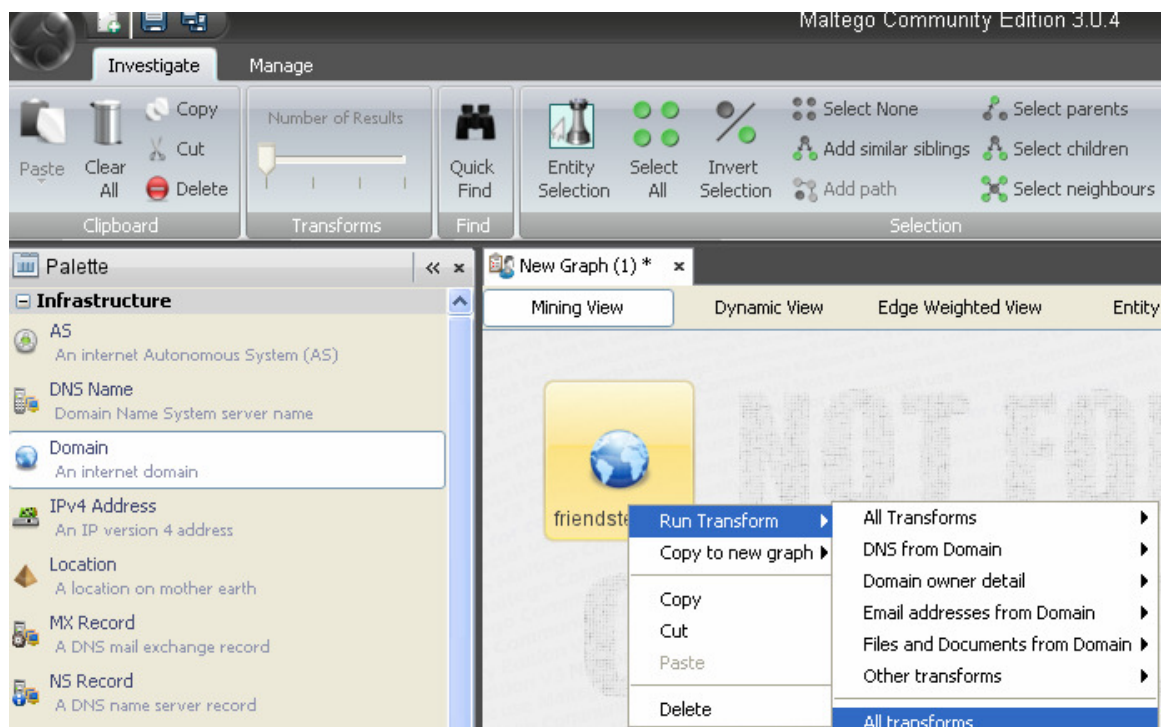 Maltego Community Edition 3.0.4
Investigate Manage
Paste
Clear All
Copy
Cut
Delete
Clipboard
Number of Results
Transforms
Quick Find
Find
Entity Selection
Select All
Invert Selection
Select None
Add similar siblings
Add path
Select parents
Select children
Select neighbours
Selection
Palette
Infrastructure
AS
An internet Autonomous System (AS)
DNS Name
Domain Name System server name
Domain
An internet domain
IPv4 Address
An IP version 4 address
Location
A location on mother earth
MX Record
A DNS mail exchange record
NS Record
A DNS name server record
New Graph (1) *
Mining View Dynamic View Edge Weighted View Entity
NOT FO
friendste
Run Transform
Copy to new graph
Copy
Cut
Paste
Delete
All Transforms
DNS from Domain
Domain owner detail
Email addresses from Domain
Files and Documents from Domain
Other transforms
All transforms